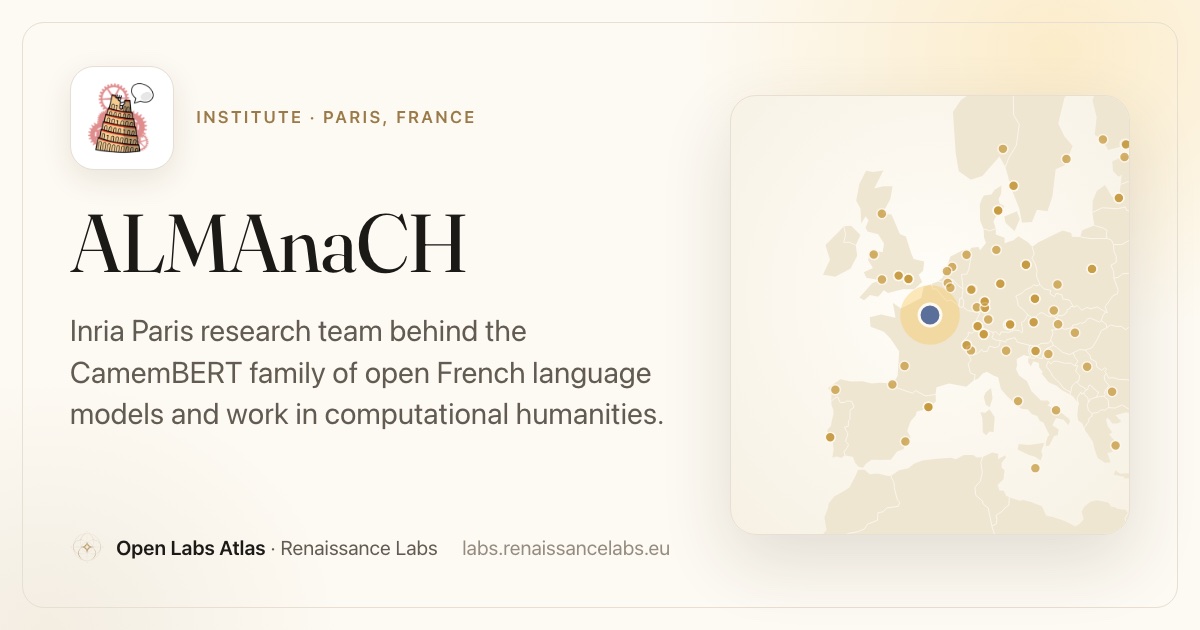 INSTITUTE · PARIS, FRANCE
ALMAnaCH
Inria Paris research team behind the
CamemBERT family of open French language
models and work in computational humanities.
Open Labs Atlas · Renaissance Labs labs.renaissancelabs.eu